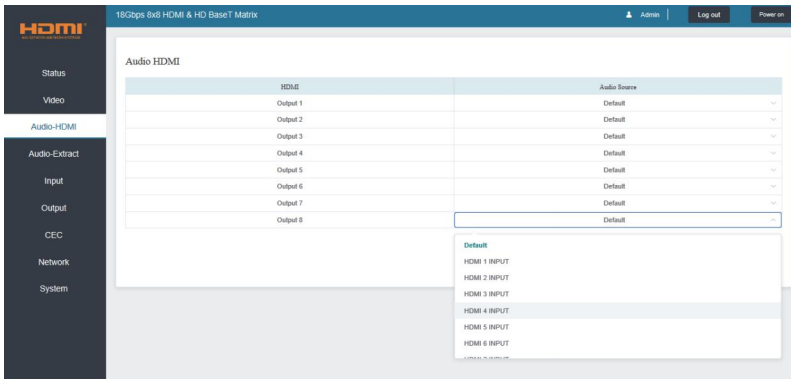 HDMI
18Gbps 8x8 HDMI & HD BaseT Matrix
Admin
Log out
Power on
Status
Video
Audio-HDMI
Audio-Extract
Input
Output
CEC
Network
System
Audio HDMI
HDMI Audio Source
Output 1 Default
Output 2 Default
Output 3 Default
Output 4 Default
Output 5 Default
Output 6 Default
Output 7 Default
Output 8 Default
Default
HDMI 1 INPUT
HDMI 2 INPUT
HDMI 3 INPUT
HDMI 4 INPUT
HDMI 5 INPUT
HDMI 6 INPUT